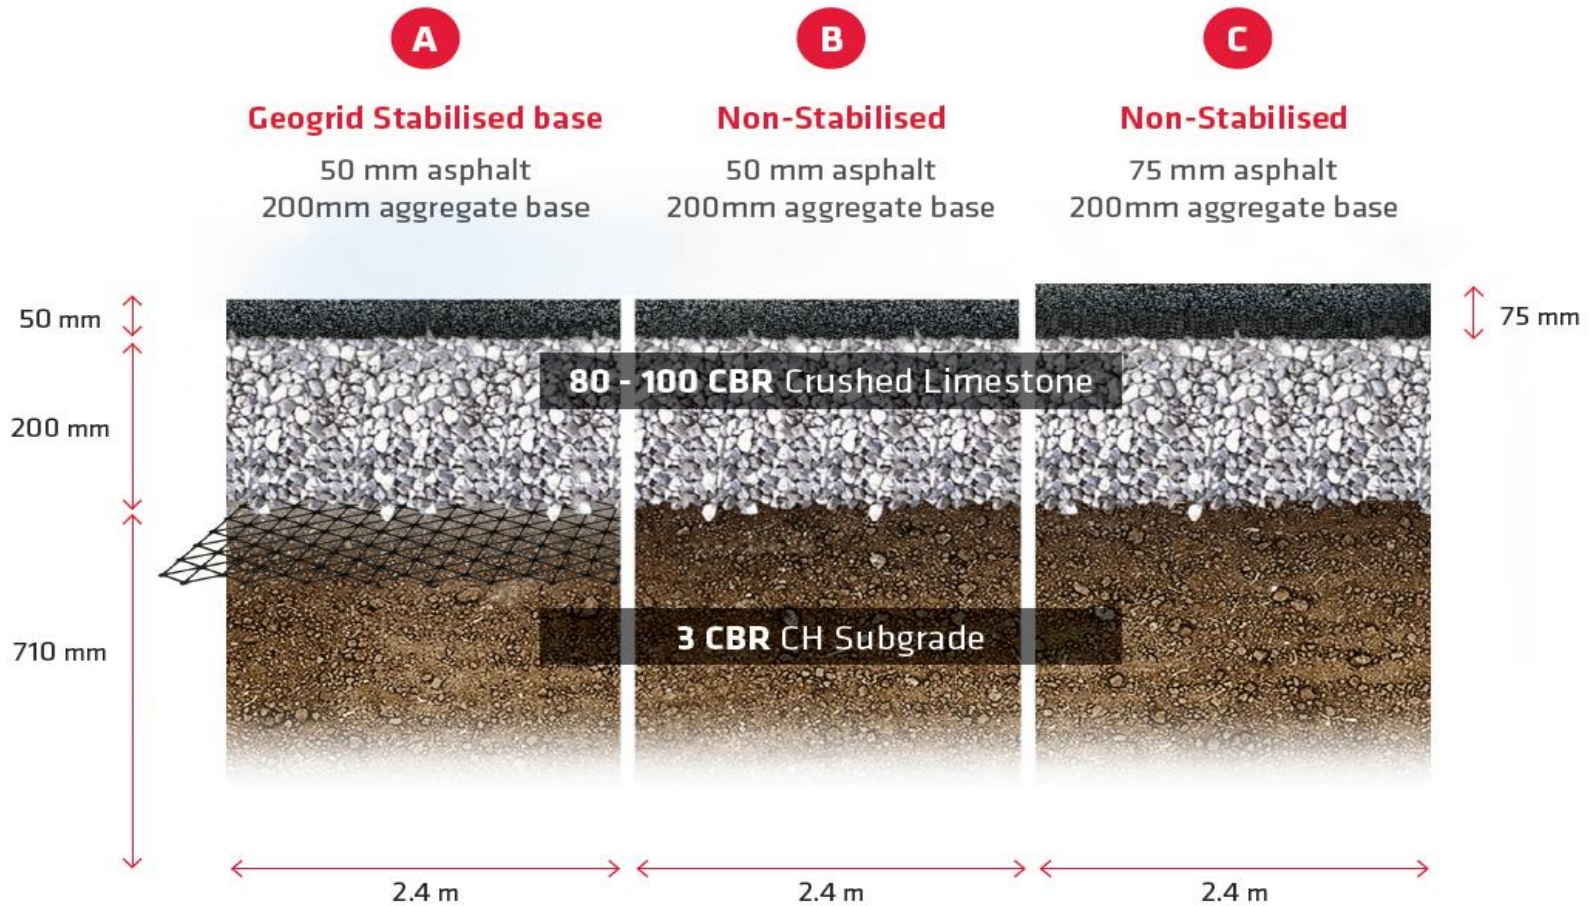 A
B
C
Geogrid Stabilised base
Non-Stabilised
Non-Stabilised
50 mm asphalt
50 mm asphalt
75 mm asphalt
200mm aggregate base
200mm aggregate base
200mm aggregate base
50 mm
75 mm
80 - 100 CBR Crushed Limestone
200 mm
3 CBR CH Subgrade
710 mm
2.4 m
2.4 m
2.4 m